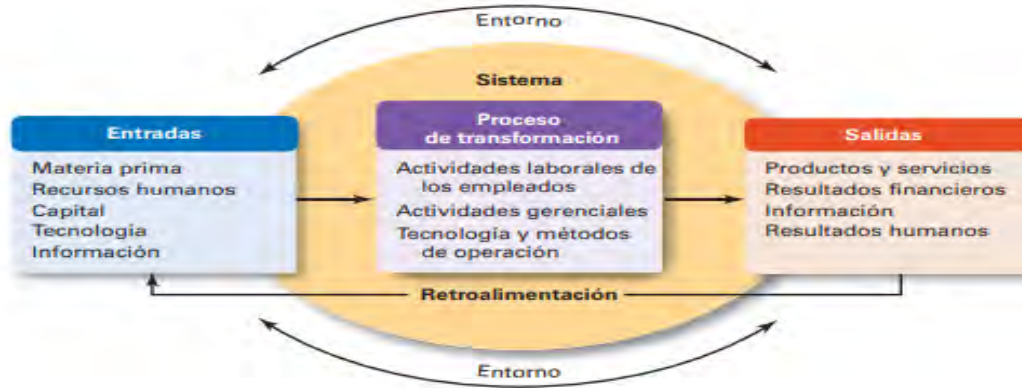 Entorno
Sistema
Entradas
Materia prima
Recursos humanos
Capital
Tecnología
Información
Proceso
de transformación
Actividades laborales de
los empleados
Actividades gerenciales
Tecnología y métodos
de operación
Salidas
Productos y servicios
Resultados financieros
Información
Resultados humanos
Retroalimentación
Entorno